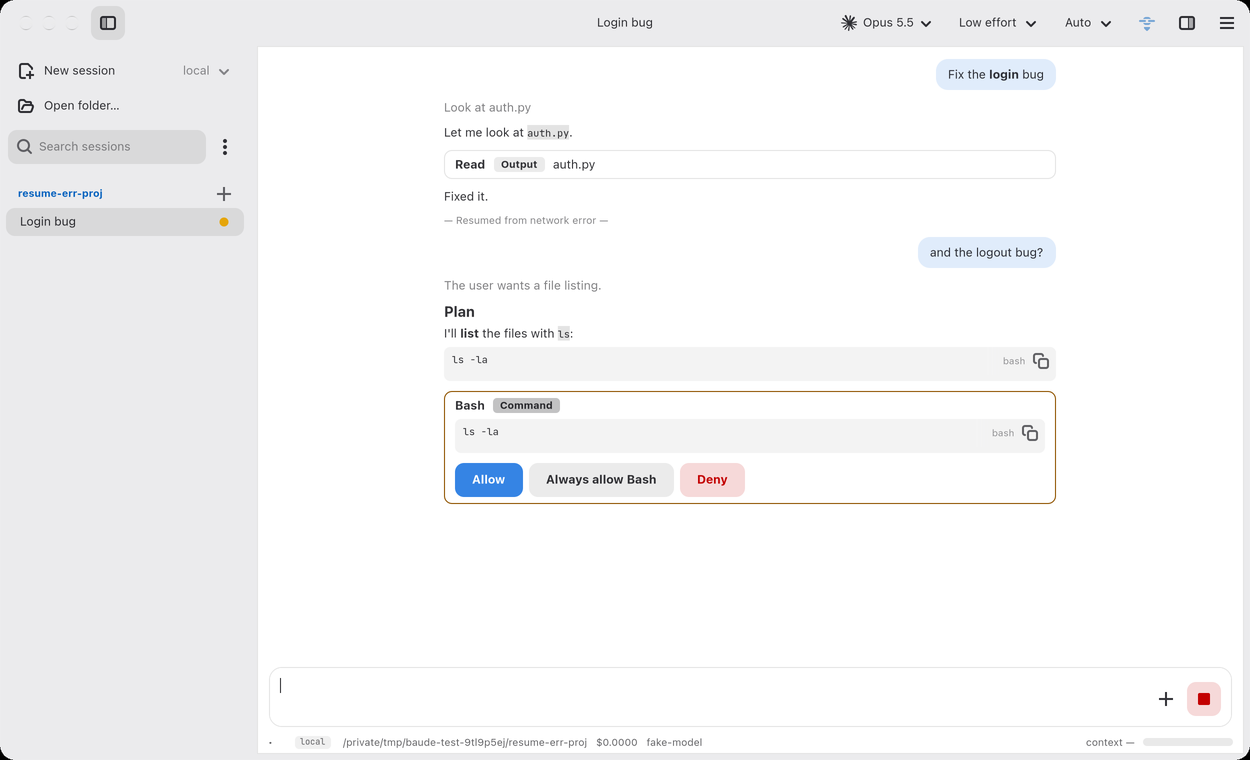 Login bug
Opus 5.5
Low effort
Auto
New session
local
Open folder...
Search sessions
resume-err-proj
Login bug
Fix the login bug
Look at auth.py
Let me look at auth.py.
Read Output auth.py
Fixed it.
— Resumed from network error —
and the logout bug?
The user wants a file listing.
Plan
I'll list the files with ls:
ls -la
bash
Bash Command
ls -la
bash
Allow
Always allow Bash
Deny
local /private/tmp/baude-test-9tl9p5ej/resume-err-proj $0.0000 fake-model
context —